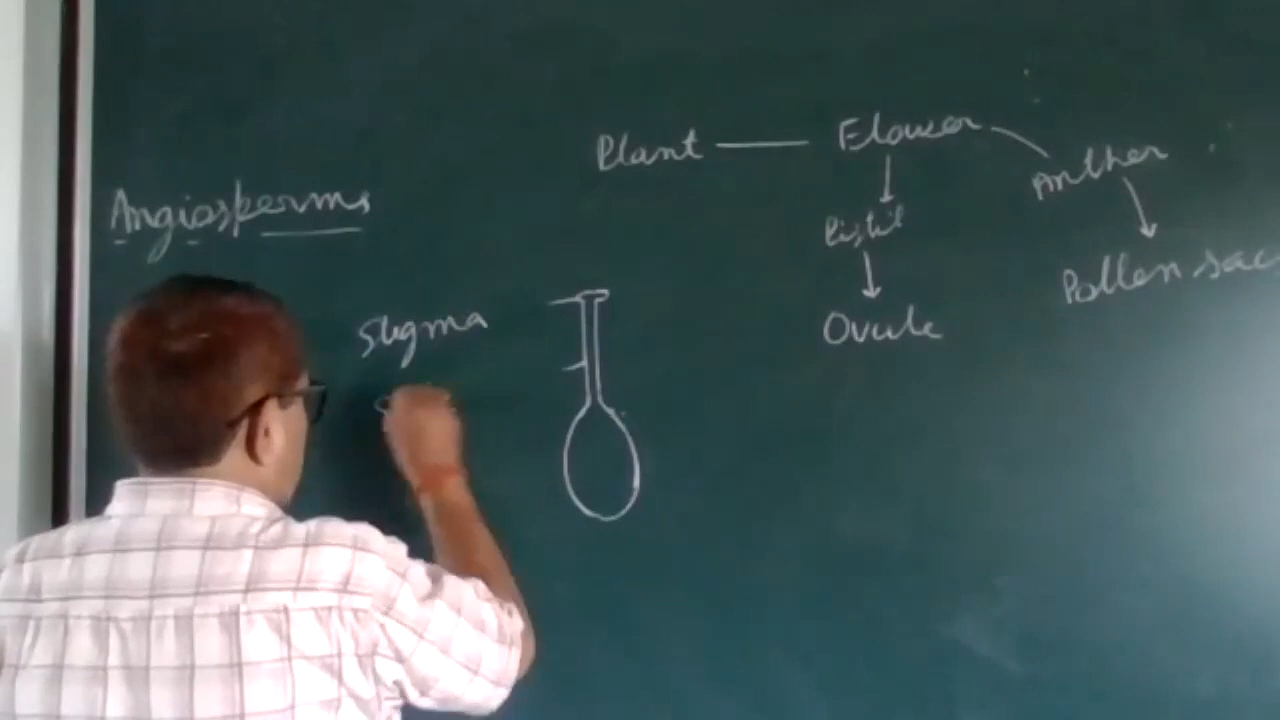 Plant — Flower
Anther
Angiosperms
Pistil
Pollen sac
Stigma
Ovule